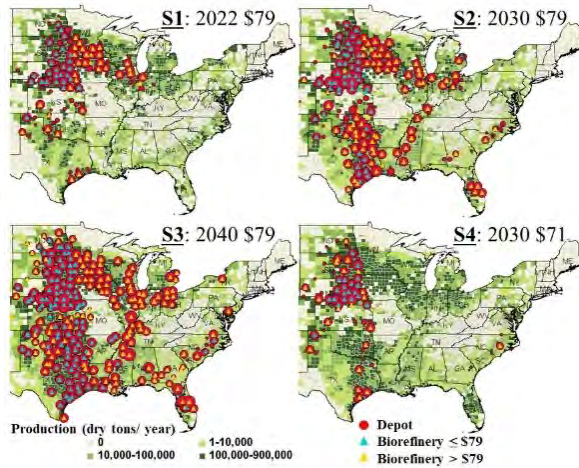 S1: 2022 $79
S2: 2030 $79
S3: 2040 $79
S4: 2030 $71
Production (dry tons/ year)
0
1-10,000
10,000-100,000
100,000-900,000
Depot
Biorefinery ≤ $79
Biorefinery > $79